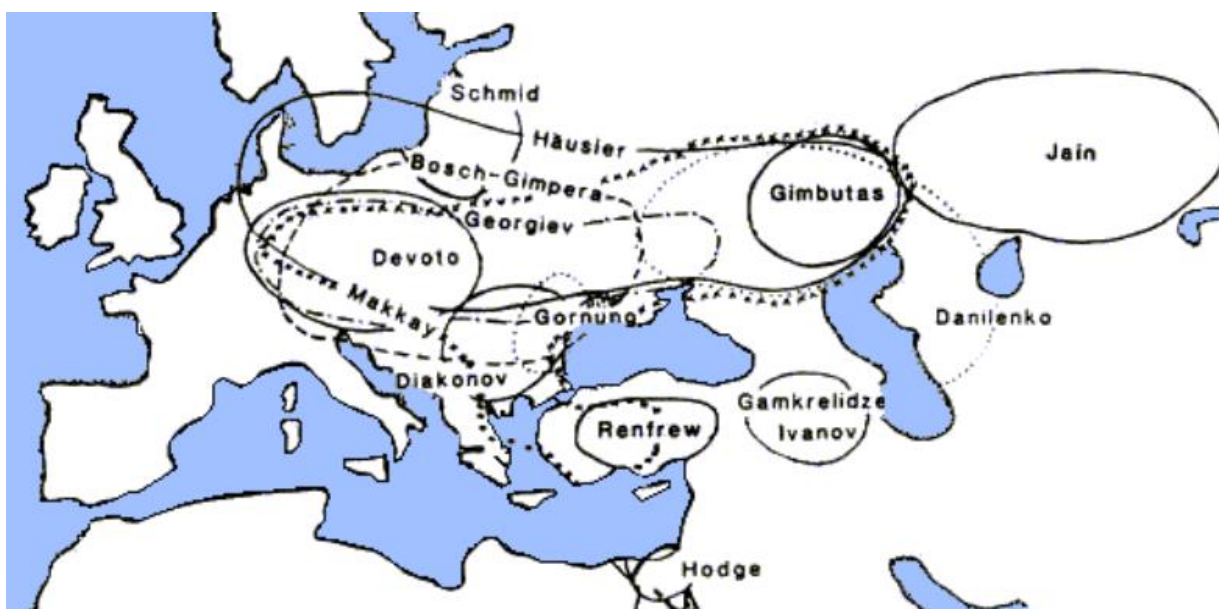 Schmid
Häusler
Jain
Bosch-Gimpera
Gimbutas
Georgiev
Devoto
Makkay
Gornung
Danilenko
Diakonov
Gamkrelidze
Ivanov
Renfrew
Hodge